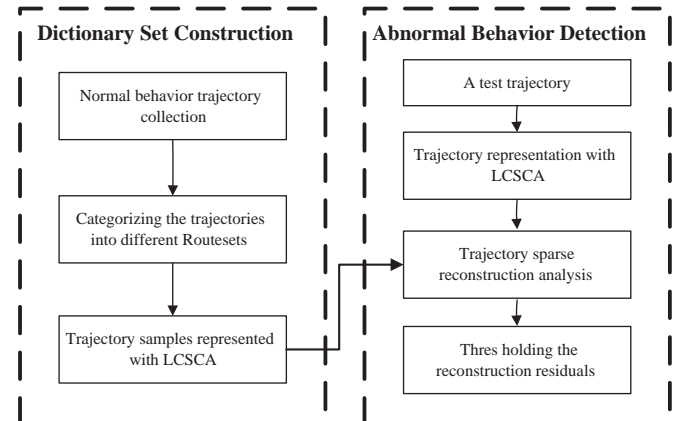 Dictionary Set Construction
Normal behavior trajectory
collection
Categorizing the trajectories
into different Routesets
Trajectory samples represented
with LCSCA
Abnormal Behavior Detection
A test trajectory
Trajectory representation with
LCSCA
Trajectory sparse
reconstruction analysis
Thres holding the
reconstruction residuals